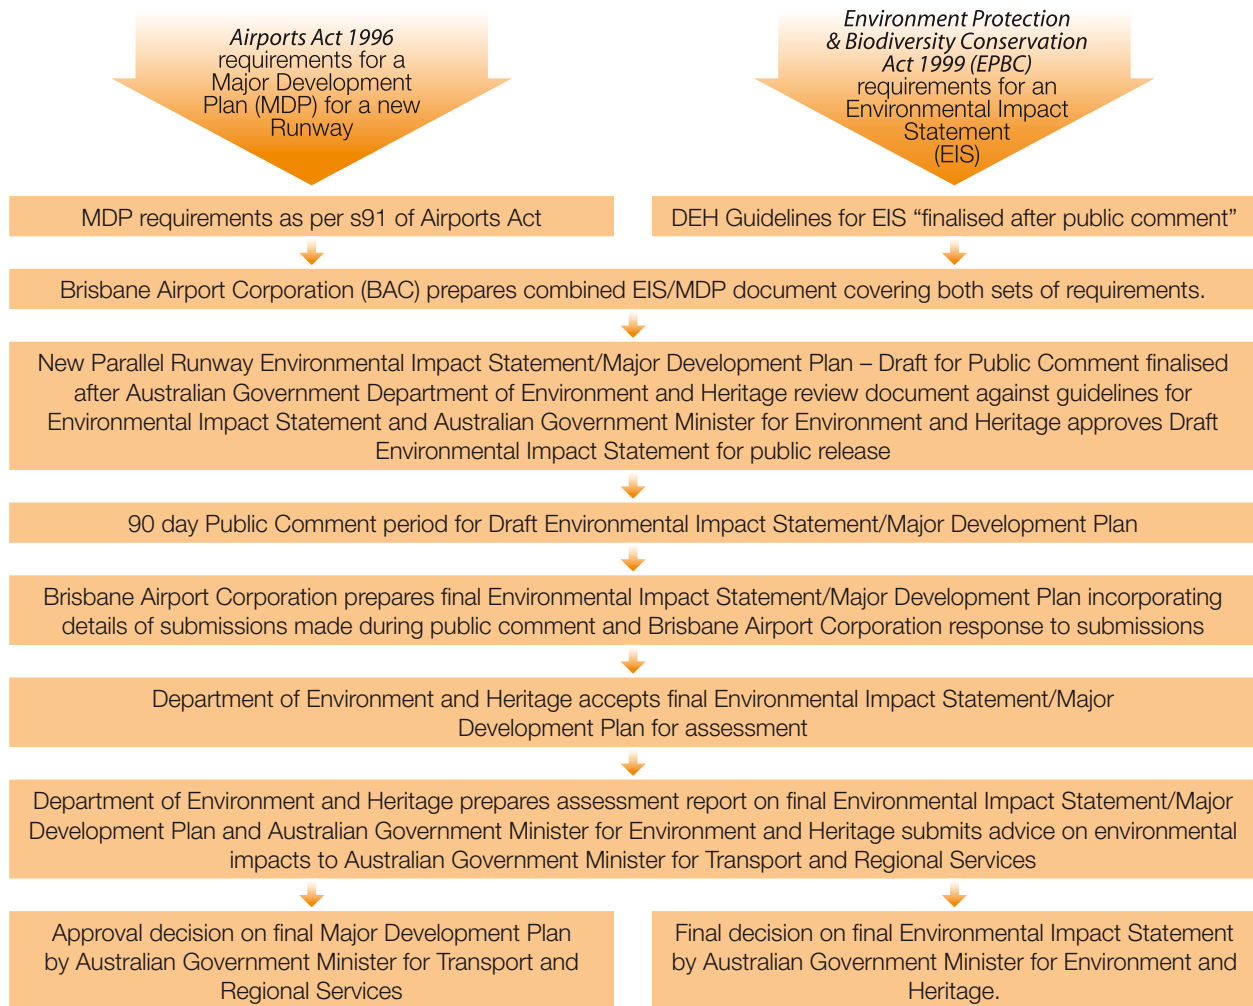 Airports Act 1996
requirements for a
Major Development
Plan (MDP) for a new
Runway
Environment Protection
& Biodiversity Conservation
Act 1999 (EPBC)
requirements for an
Environmental Impact
Statement
(EIS)
MDP requirements as per s91 of Airports Act
DEH Guidelines for EIS “finalised after public comment”
Brisbane Airport Corporation (BAC) prepares combined EIS/MDP document covering both sets of requirements.
New Parallel Runway Environmental Impact Statement/Major Development Plan – Draft for Public Comment finalised
after Australian Government Department of Environment and Heritage review document against guidelines for
Environmental Impact Statement and Australian Government Minister for Environment and Heritage approves Draft
Environmental Impact Statement for public release
90 day Public Comment period for Draft Environmental Impact Statement/Major Development Plan
Brisbane Airport Corporation prepares final Environmental Impact Statement/Major Development Plan incorporating
details of submissions made during public comment and Brisbane Airport Corporation response to submissions
Department of Environment and Heritage accepts final Environmental Impact Statement/Major
Development Plan for assessment
Department of Environment and Heritage prepares assessment report on final Environmental Impact Statement/Major
Development Plan and Australian Government Minister for Environment and Heritage submits advice on environmental
impacts to Australian Government Minister for Transport and Regional Services
Approval decision on final Major Development Plan
by Australian Government Minister for Transport and
Regional Services
Final decision on final Environmental Impact Statement
by Australian Government Minister for Environment and
Heritage.